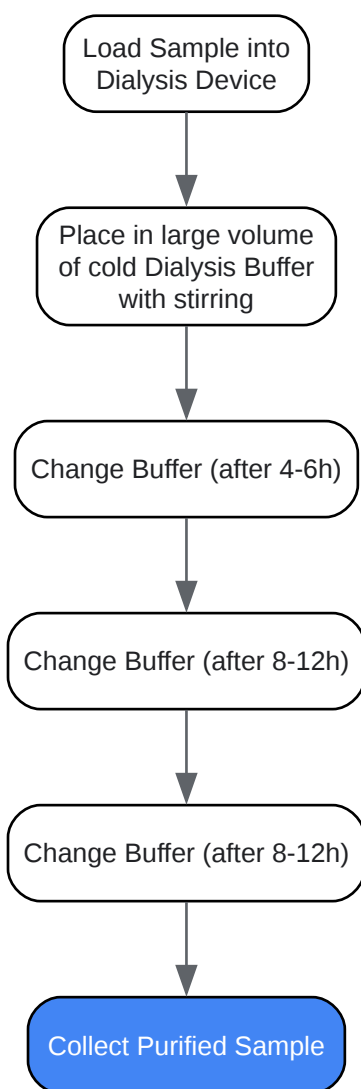 Load Sample into
Dialysis Device
Place in large volume
of cold Dialysis Buffer
with stirring
Change Buffer (after 4-6h)
Change Buffer (after 8-12h)
Change Buffer (after 8-12h)
Collect Purified Sample